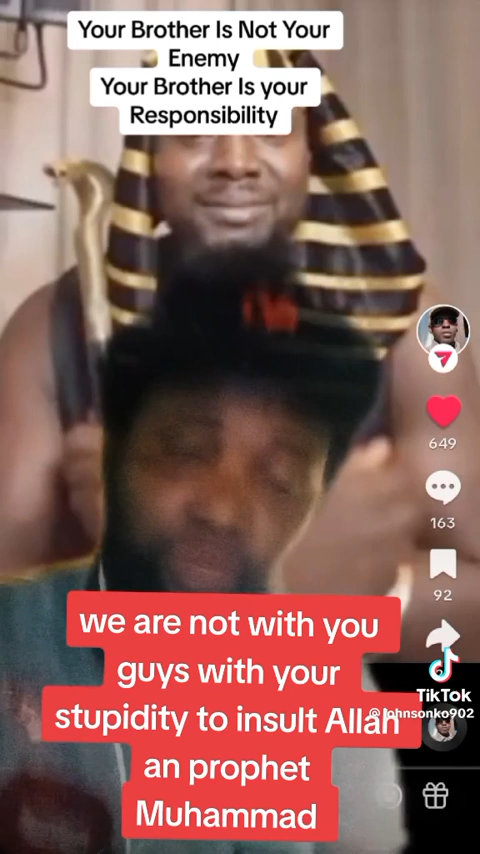 Your Brother Is Not Your
Enemy
Your Brother Is your
Responsibility
649
163
92
we are not with you
guys with your
stupidity to insult Allah
an prophet
Muhammad
TikTok
@johnsonko902